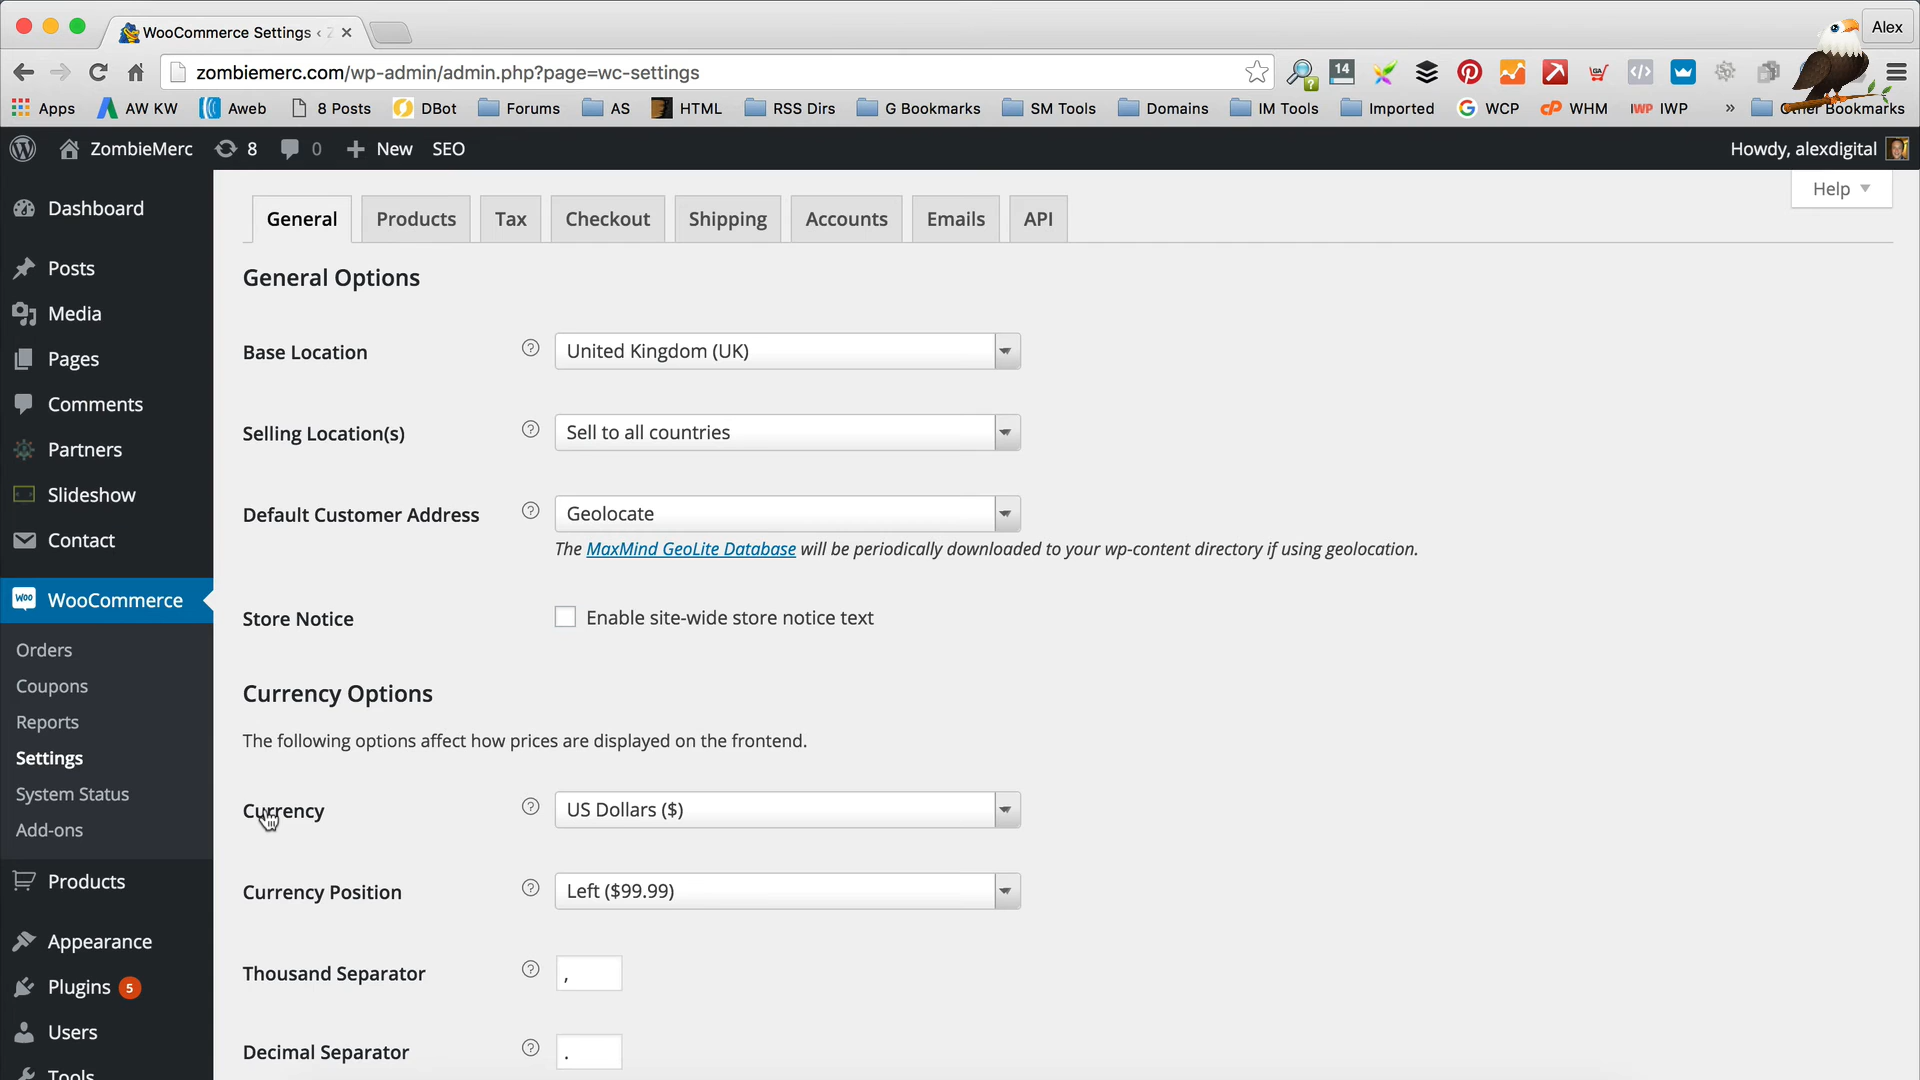 WooCommerce Settings ‹ Z
Alex
zombiemerc.com/wp-admin/admin.php?page=wc-settings
14
Apps AW KW Aweb 8 Posts DBot Forums AS HTML RSS Dirs G Bookmarks SM Tools Domains IM Tools Imported WCP WHM IWP IWP » Other Bookmarks
ZombieMerc 8 0 New SEO Howdy, alexdigital
Help
General Products Tax Checkout Shipping Accounts Emails API
Dashboard
Posts
Media
Pages
Comments
Partners
Slideshow
Contact
WOO WooCommerce
Orders
Coupons
Reports
Settings
System Status
Add-ons
Products
Appearance
Plugins 5
Users
Tools
General Options
Base Location ? United Kingdom (UK)
Selling Location(s) ? Sell to all countries
Default Customer Address ? Geolocate
The MaxMind GeoLite Database will be periodically downloaded to your wp-content directory if using geolocation.
Store Notice Enable site-wide store notice text
Currency Options
The following options affect how prices are displayed on the frontend.
Currency ? US Dollars ($)
Currency Position ? Left ($99.99)
Thousand Separator ? ,
Decimal Separator ? .